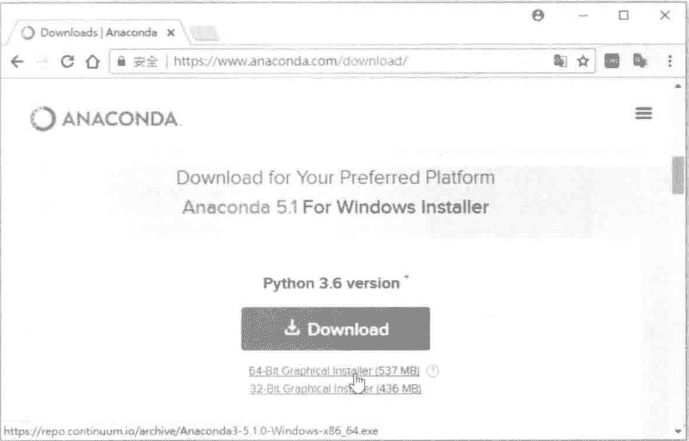 Downloads | Anaconda
安全 | https://www.anaconda.com/download/
ANACONDA.
Download for Your Preferred Platform
Anaconda 5.1 For Windows Installer
Python 3.6 version *
Download
64-Bit Graphical Installer (537 MB) ?
32-Bit Graphical Installer (436 MB)
https://repo.continuum.io/archive/Anaconda3-5.1.0-Windows-x86_64.exe